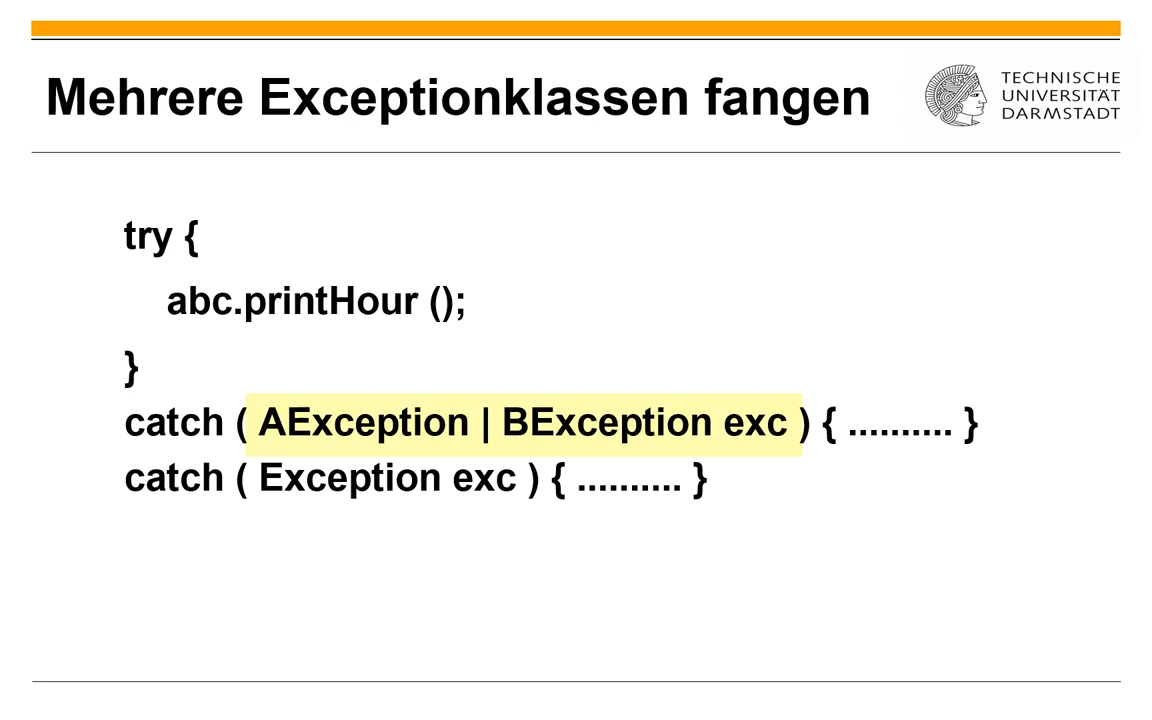 Mehrere Exceptionklassen fangen
TECHNISCHE
UNIVERSITÄT
DARMSTADT
try {
abc.printHour ();
}
catch ( AException | BException exc ) { .......... }
catch ( Exception exc ) { .......... }